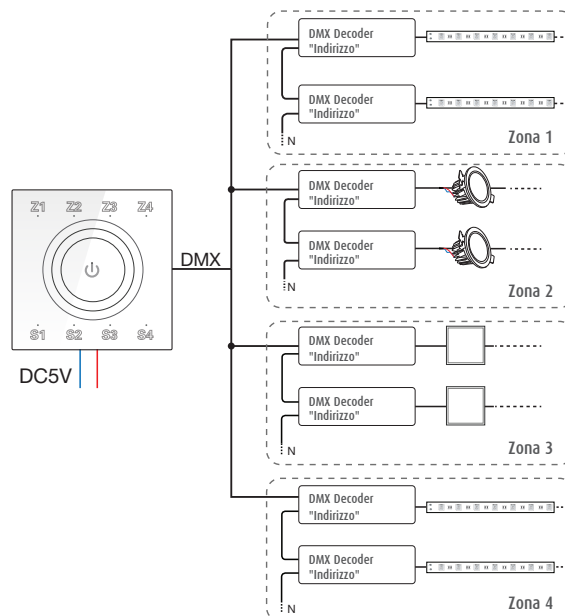 DMX Decoder
"Indirizzo"
DMX Decoder
"Indirizzo"
N
Zona 1
DMX Decoder
"Indirizzo"
DMX Decoder
"Indirizzo"
N
Zona 2
Z1 Z2 Z3 Z4
S1 S2 S3 S4
DMX
DC5V
DMX Decoder
"Indirizzo"
DMX Decoder
"Indirizzo"
N
Zona 3
DMX Decoder
"Indirizzo"
DMX Decoder
"Indirizzo"
N
Zona 4